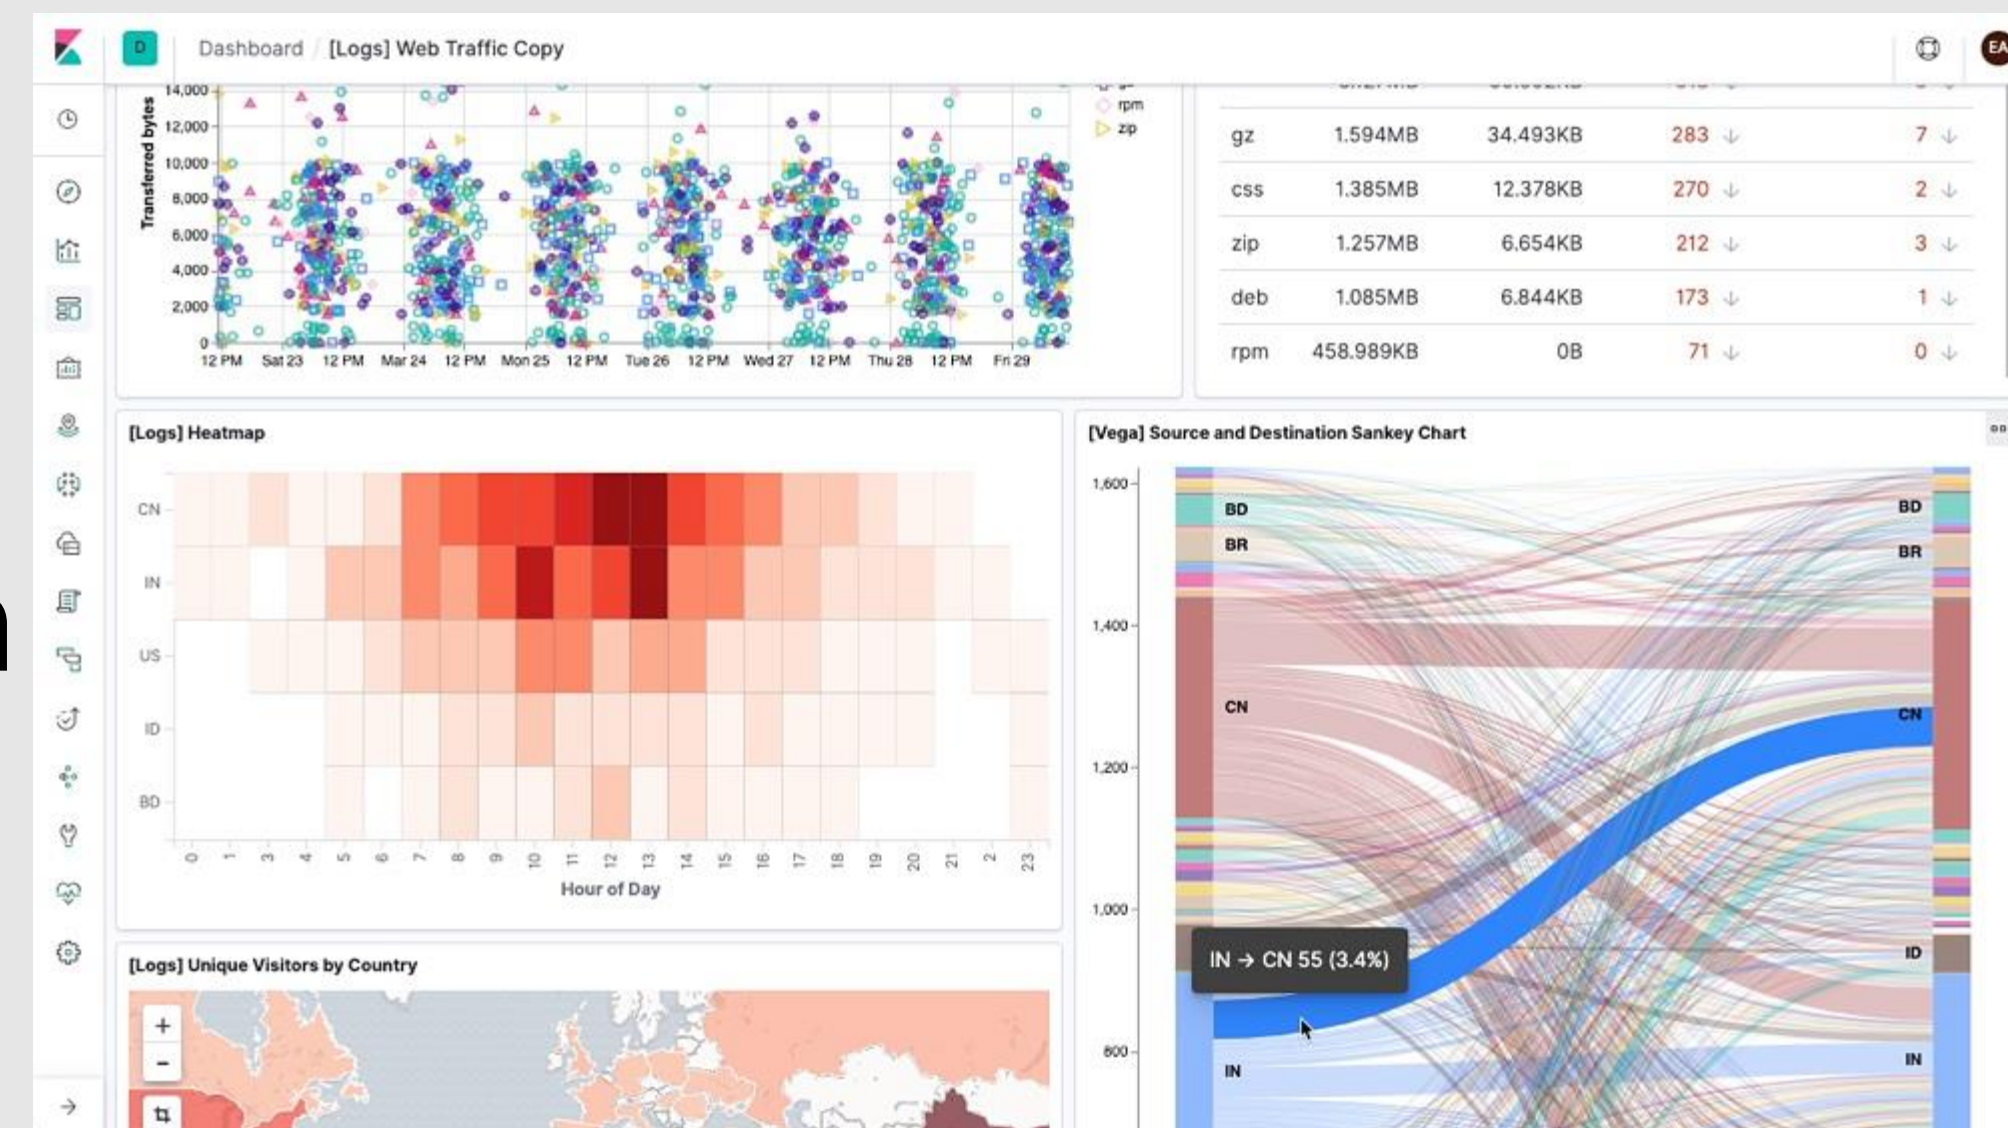 D Dashboard / [Logs] Web Traffic Copy EA
Transferred bytes
14,000
12,000
10,000
8,000
6,000
4,000
2,000
0
12 PM Sat 23 12 PM Mar 24 12 PM Mon 25 12 PM Tue 26 12 PM Wed 27 12 PM Thu 28 12 PM Fri 29
rpm
zip
gz 1.594MB 34.493KB 283 7
css 1.385MB 12.378KB 270 2
zip 1.257MB 6.654KB 212 3
deb 1.085MB 6.844KB 173 1
rpm 458.989KB 0B 71 0
[Logs] Heatmap
CN
IN
US
ID
BD
0 1 3 4 5 6 7 8 9 10 11 12 13 14 15 16 17 18 19 20 21 2 23
Hour of Day
[Vega] Source and Destination Sankey Chart
1,600
1,400
1,200
1,000
800
BD
BR
CN
IN
BD
BR
CN
ID
IN
IN → CN 55 (3.4%)
[Logs] Unique Visitors by Country